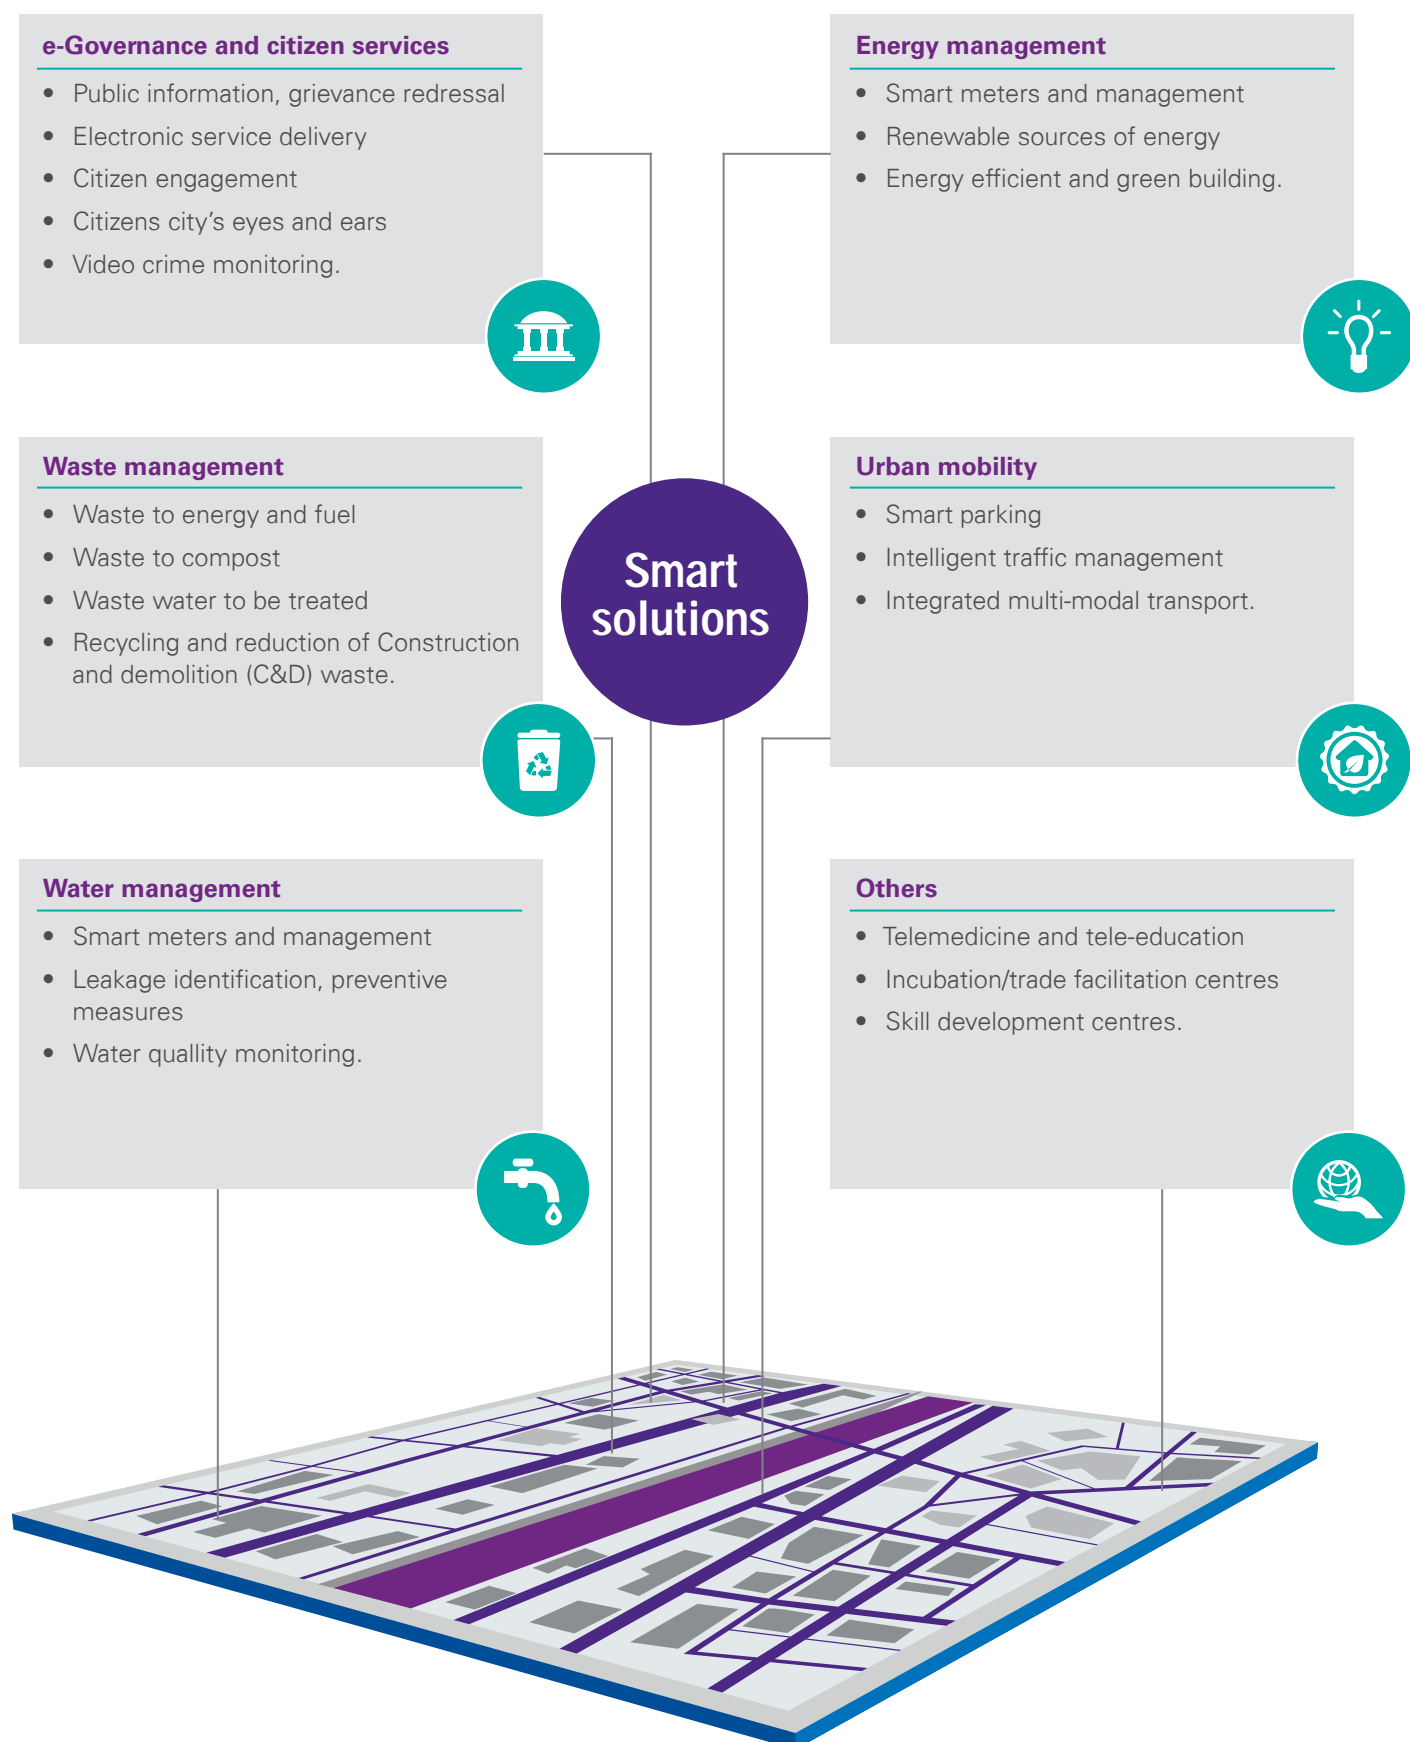 e-Governance and citizen services
• Public information, grievance redressal
• Electronic service delivery
• Citizen engagement
• Citizens city’s eyes and ears
• Video crime monitoring.
Energy management
• Smart meters and management
• Renewable sources of energy
• Energy efficient and green building.
Waste management
• Waste to energy and fuel
• Waste to compost
• Waste water to be treated
• Recycling and reduction of Construction
and demolition (C&D) waste.
Smart
solutions
Urban mobility
• Smart parking
• Intelligent traffic management
• Integrated multi-modal transport.
Water management
• Smart meters and management
• Leakage identification, preventive
measures
• Water quallity monitoring.
Others
• Telemedicine and tele-education
• Incubation/trade facilitation centres
• Skill development centres.